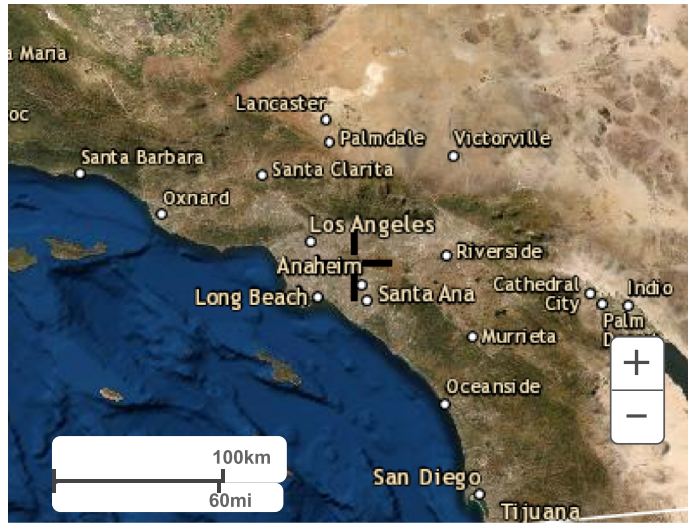 a Maria
Lancaster
oc
Palmdale
Victorville
Santa Barbara
Santa Clarita
Oxnard
Los Angeles
Riverside
Anaheim
Cathedral
City
Indio
Long Beach
Santa Ana
Palm
D
Murrieta
+
Oceanside
−
100km
San Diego
60mi
Tijuana